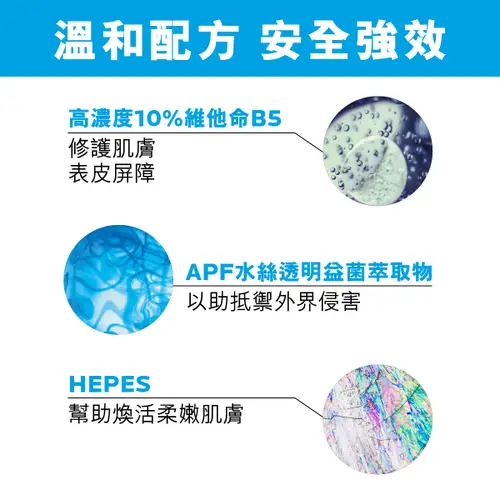 溫和配方 安全強效
高濃度10%維他命B5
修護肌膚
表皮屏障
APF水絲透明益菌萃取物
以助抵禦外界侵害
HEPES
幫助煥活柔嫩肌膚